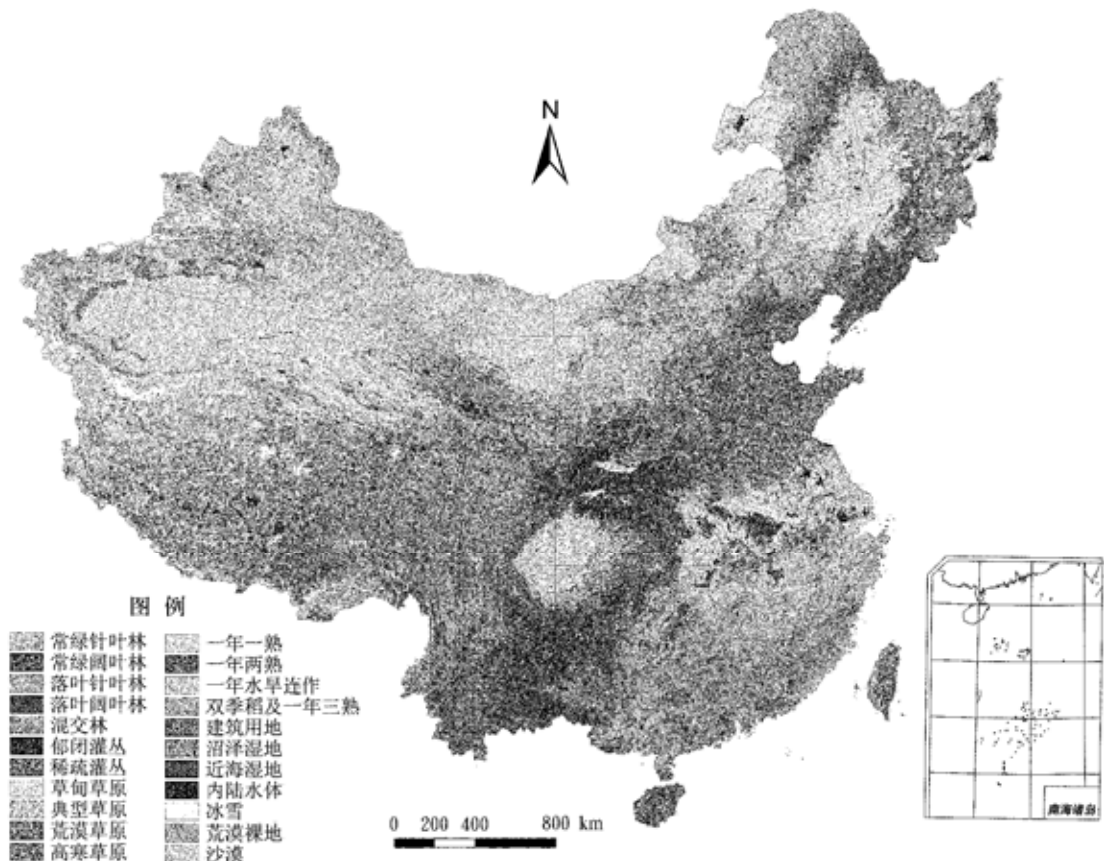 N
图 例
常绿针叶林
常绿阔叶林
落叶针叶林
落叶阔叶林
混交林
郁闭灌丛
稀疏灌丛
草甸草原
典型草原
荒漠草原
高寒草原
一年一熟
一年两熟
一年水旱连作
双季稻及一年三熟
建筑用地
沼泽湿地
近海湿地
内陆水体
冰雪
荒漠裸地
沙漠
0 200 400 800 km
南海诸岛